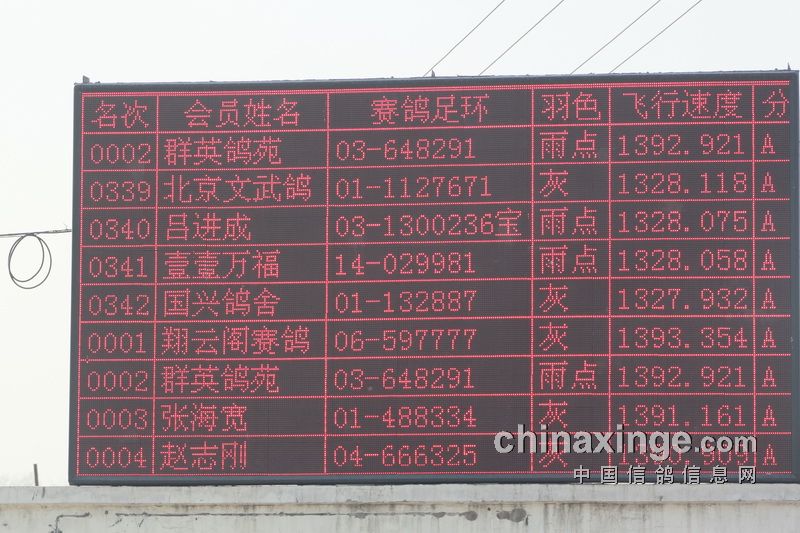 名次 会员姓名 赛鸽足环 羽色 飞行速度 分
0002 群英鸽苑 03-648291 雨点 1392.921 A
0339 北京文武鸽 01-1127671 灰 1328.118 A
0340 吕进成 03-1300236宝 雨点 1328.075 A
0341 壹壹万福 14-029981 雨点 1328.058 A
0342 国兴鸽舍 01-132887 灰 1327.932 A
0001 翔云阁赛鸽 06-597777 灰 1393.354 A
0002 群英鸽苑 03-648291 雨点 1392.921 A
0003 张海宽 01-488334 灰 1391.161 A
0004 赵志刚 04-666325 灰 A
chinaxinge.com
中国信鸽信息网